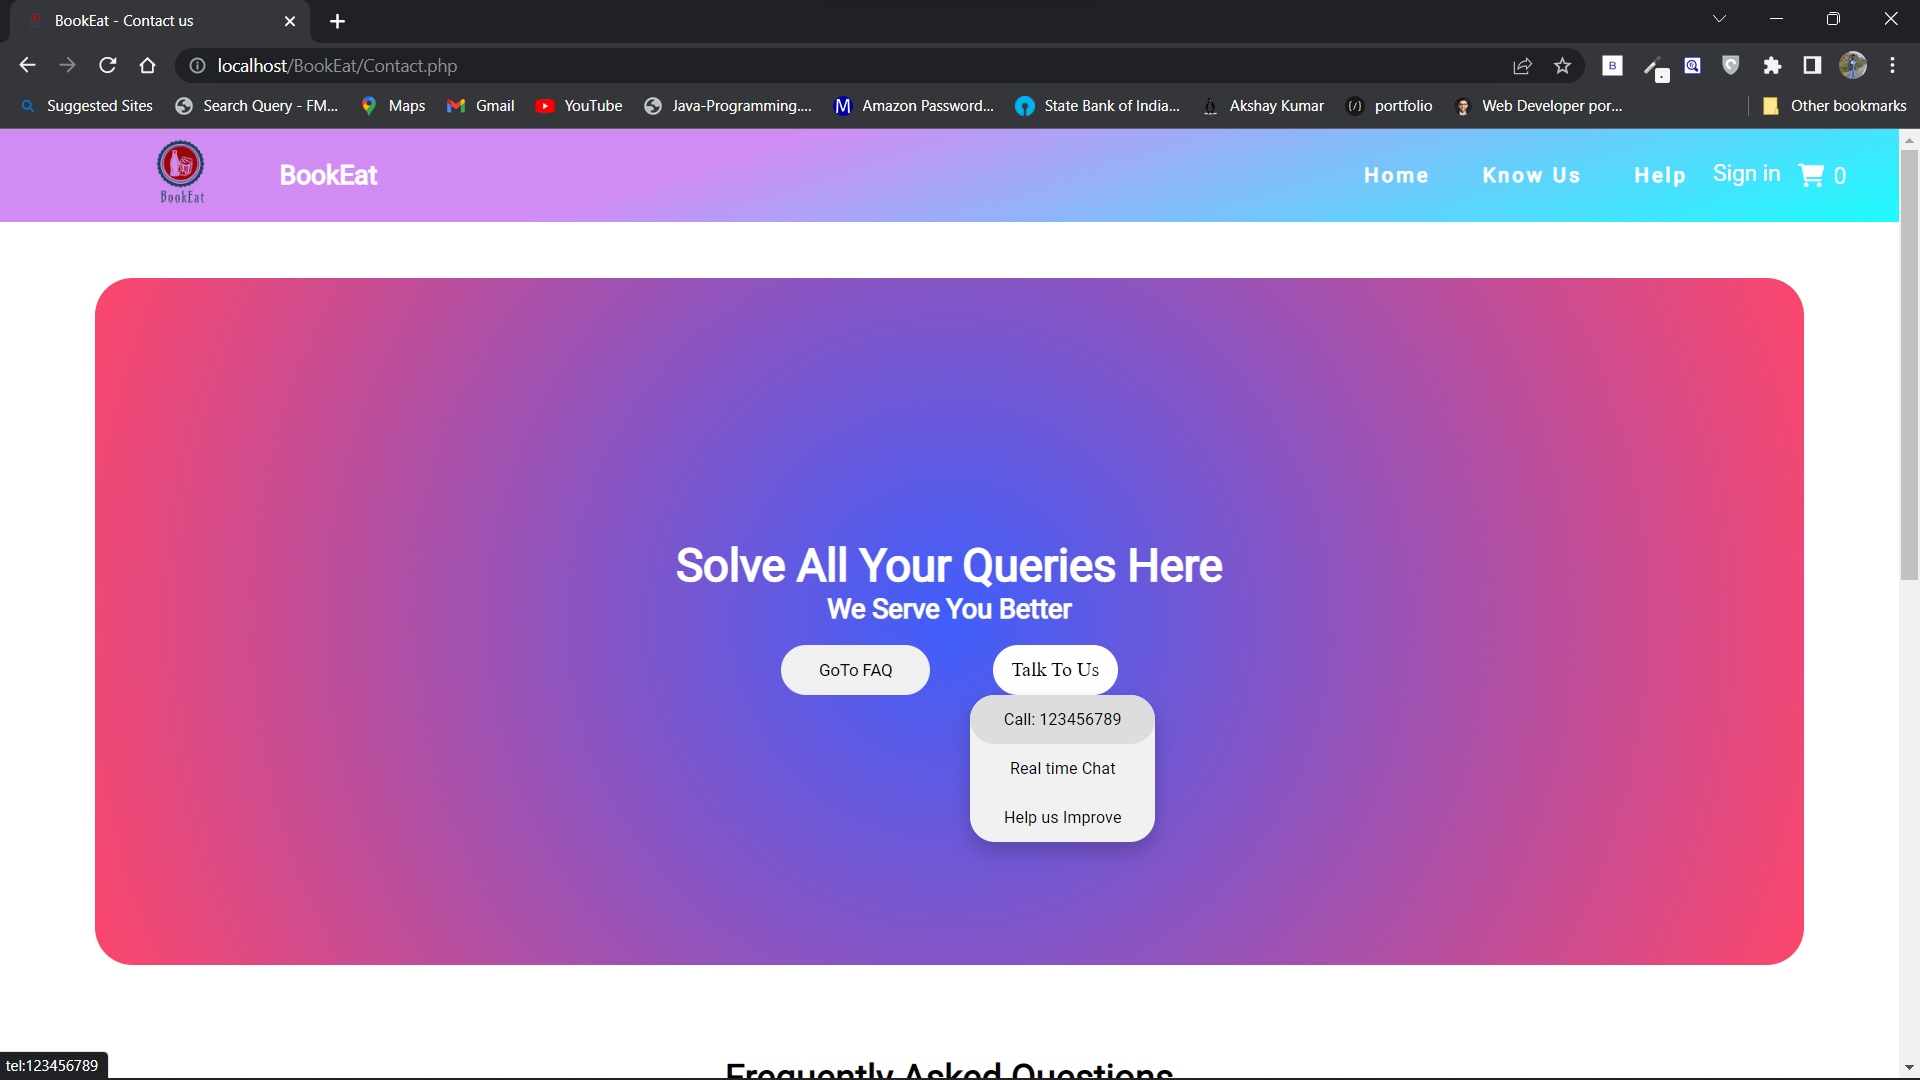 BookEat - Contact us
localhost/BookEat/Contact.php
B
Suggested Sites
Search Query - FM...
Maps
Gmail
YouTube
Java-Programming....
M
Amazon Password...
State Bank of India...
Akshay Kumar
{/}
portfolio
Web Developer por...
Other bookmarks
BookEat
BookEat
Home
Know Us
Help
Sign in
0
Solve All Your Queries Here
We Serve You Better
GoTo FAQ
Talk To Us
Call: 123456789
Real time Chat
Help us Improve
Frequently Asked Questions
tel:123456789